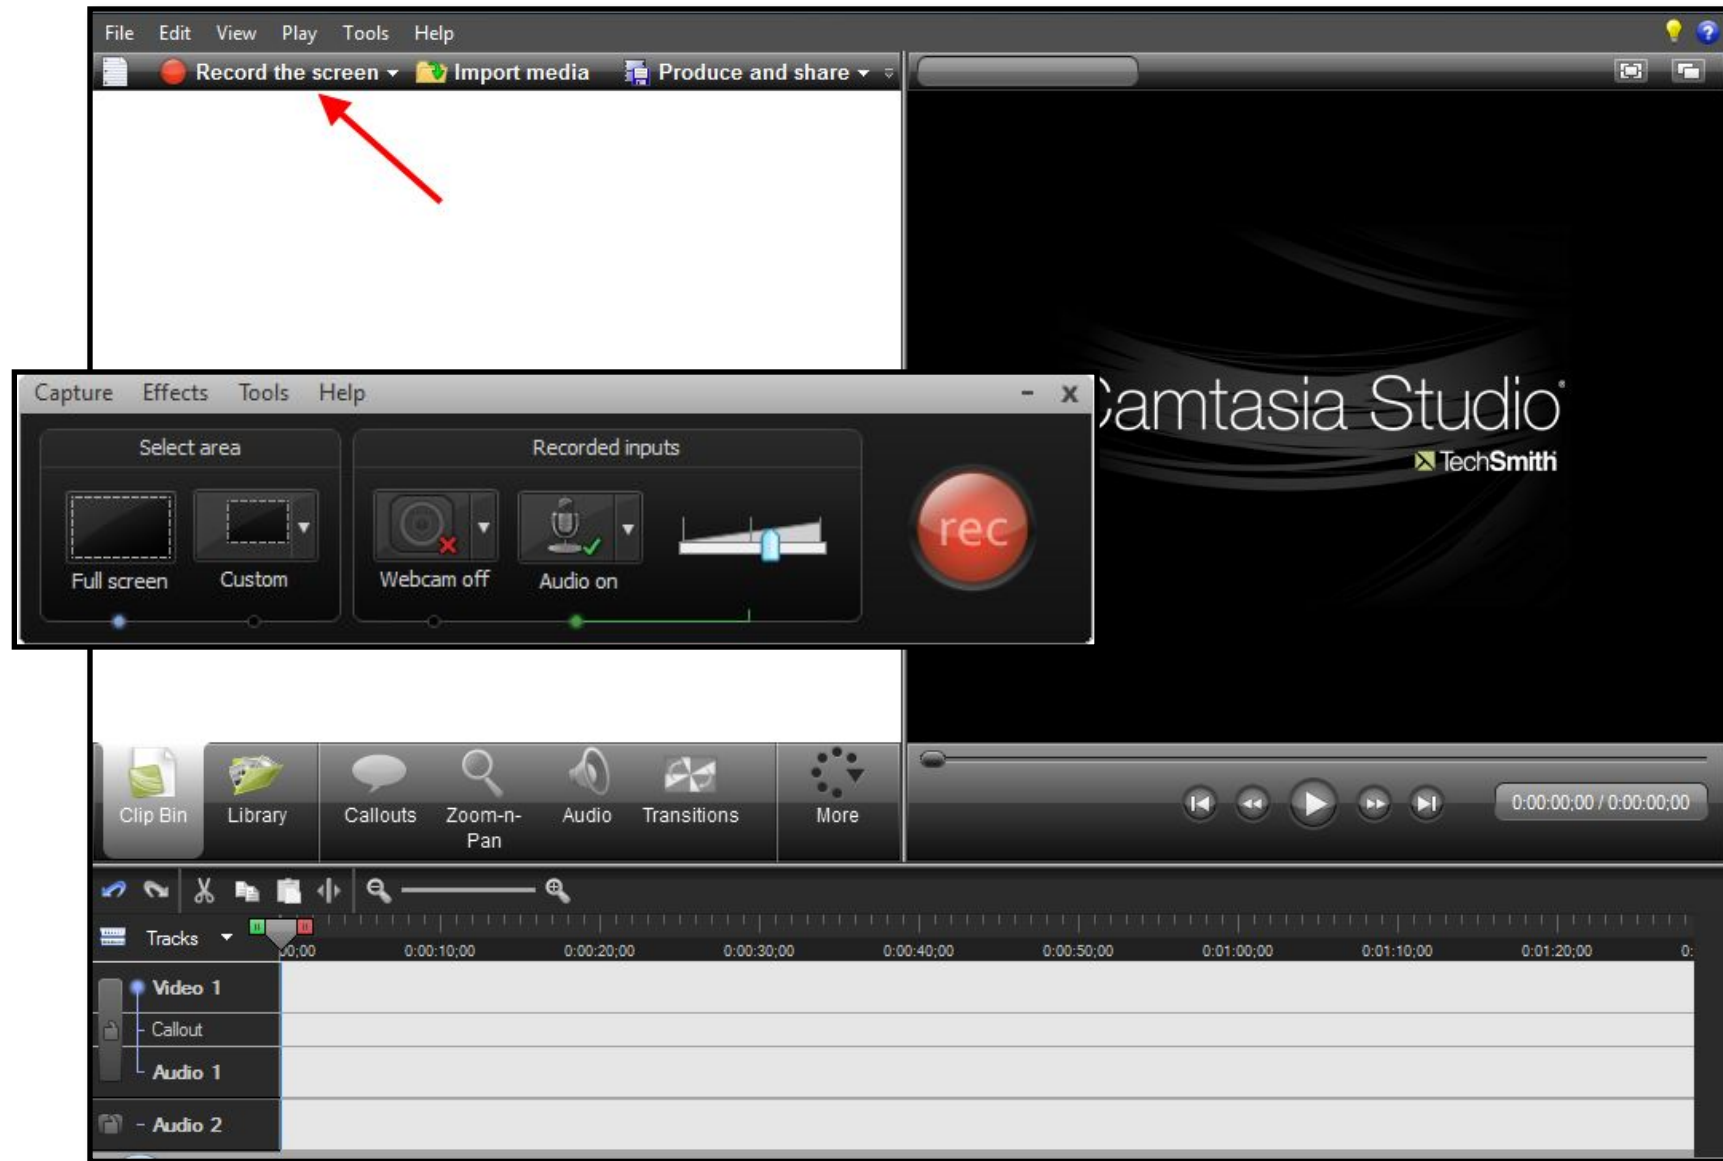 File Edit View Play Tools Help
Record the screen Import media Produce and share
Capture Effects Tools Help
Select area Recorded inputs
rec
Full screen Custom Webcam off Audio on
amtasia Studio
TechSmith
Clip Bin Library Callouts Zoom-n-Pan Audio Transitions More
0:00:00;00 / 0:00:00;00
Tracks
00;00 0:00:10;00 0:00:20;00 0:00:30;00 0:00:40;00 0:00:50;00 0:01:00;00 0:01:10;00 0:01:20;00 0:
Video 1
Callout
Audio 1
Audio 2